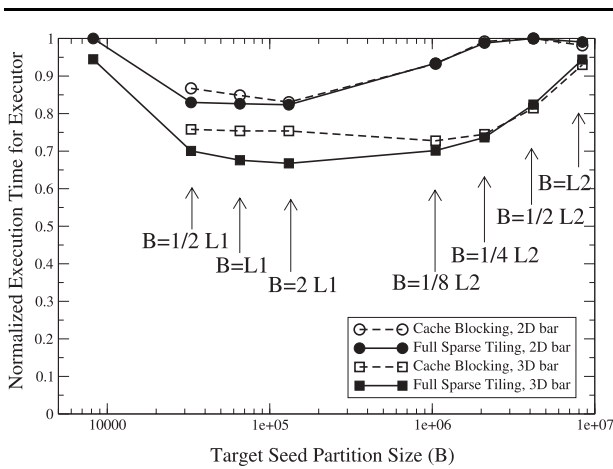 Normalized Execution Time for Executor
1
0.9
0.8
0.7
0.6
0.5
0.4
0.3
0.2
0.1
0
B=1/2 L1
B=L1
B=2 L1
B=1/8 L2
B=1/4 L2
B=1/2 L2
B=L2
Cache Blocking, 2D bar
Full Sparse Tiling, 2D bar
Cache Blocking, 3D bar
Full Sparse Tiling, 3D bar
10000
1e+05
1e+06
1e+07
Target Seed Partition Size (B)